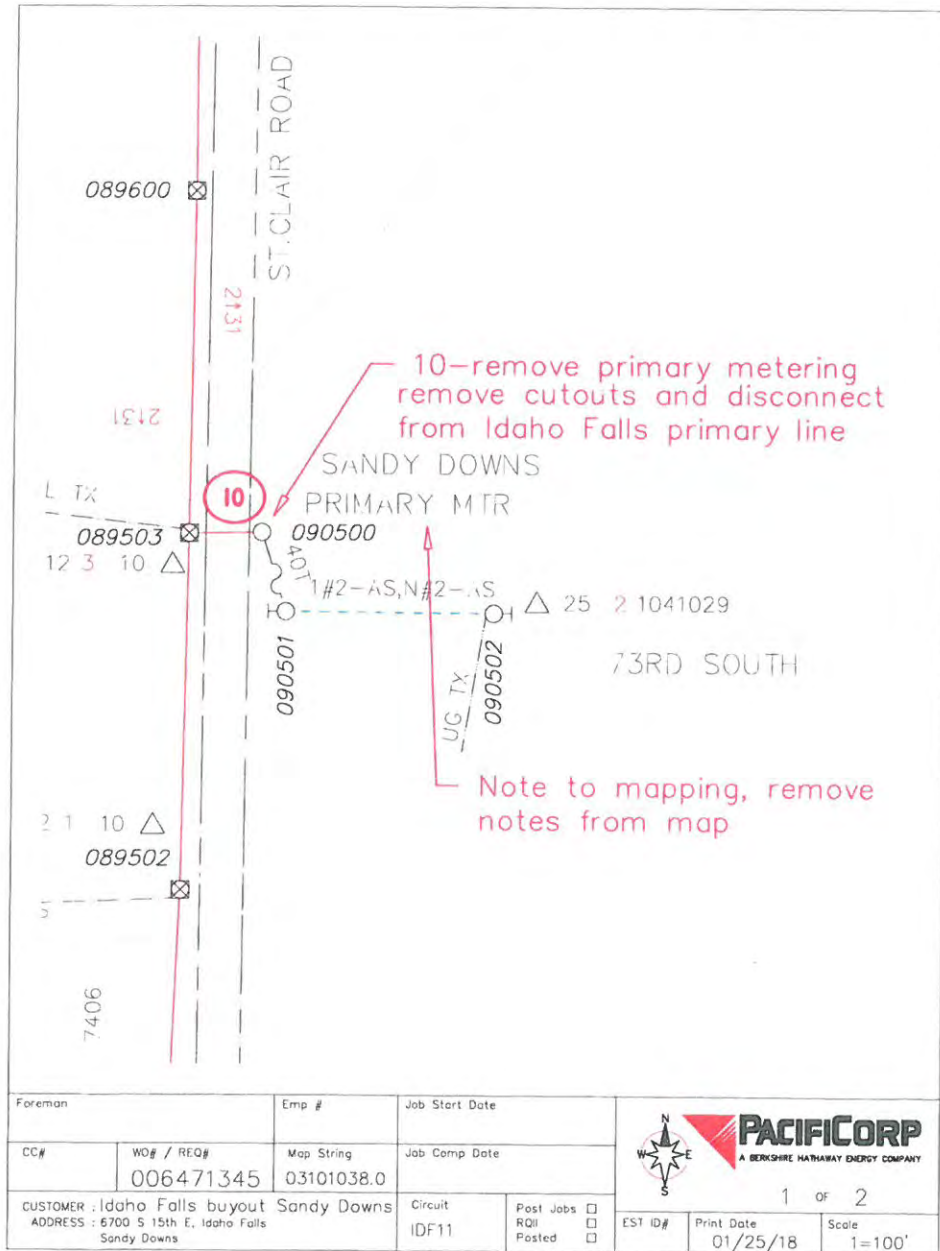 089600
ST.CLAIR ROAD
2131
2131
10-remove primary metering
remove cutouts and disconnect
from Idaho Falls primary line
SANDY DOWNS
PRIMARY MTR
10
L TX
089503
090500
12 3 10
40T
1#2-AS,N#2-AS
25 2 1041029
090501
090502
73RD SOUTH
UG TX
Note to mapping, remove
notes from map
2 1 10
089502
7406
Foreman
Emp #
Job Start Date
CC#
WO# / REQ#
006471345
Map String
03101038.0
Job Comp Date
N
W E
S
PACIFICORP
A BERKSHIRE HATHAWAY ENERGY COMPANY
1 OF 2
CUSTOMER : Idaho Falls buyout Sandy Downs
ADDRESS : 6700 S 15th E, Idaho Falls
Sandy Downs
Circuit
IDF11
Post Jobs
RQII
Posted
EST ID#
Print Date
01/25/18
Scale
1=100'